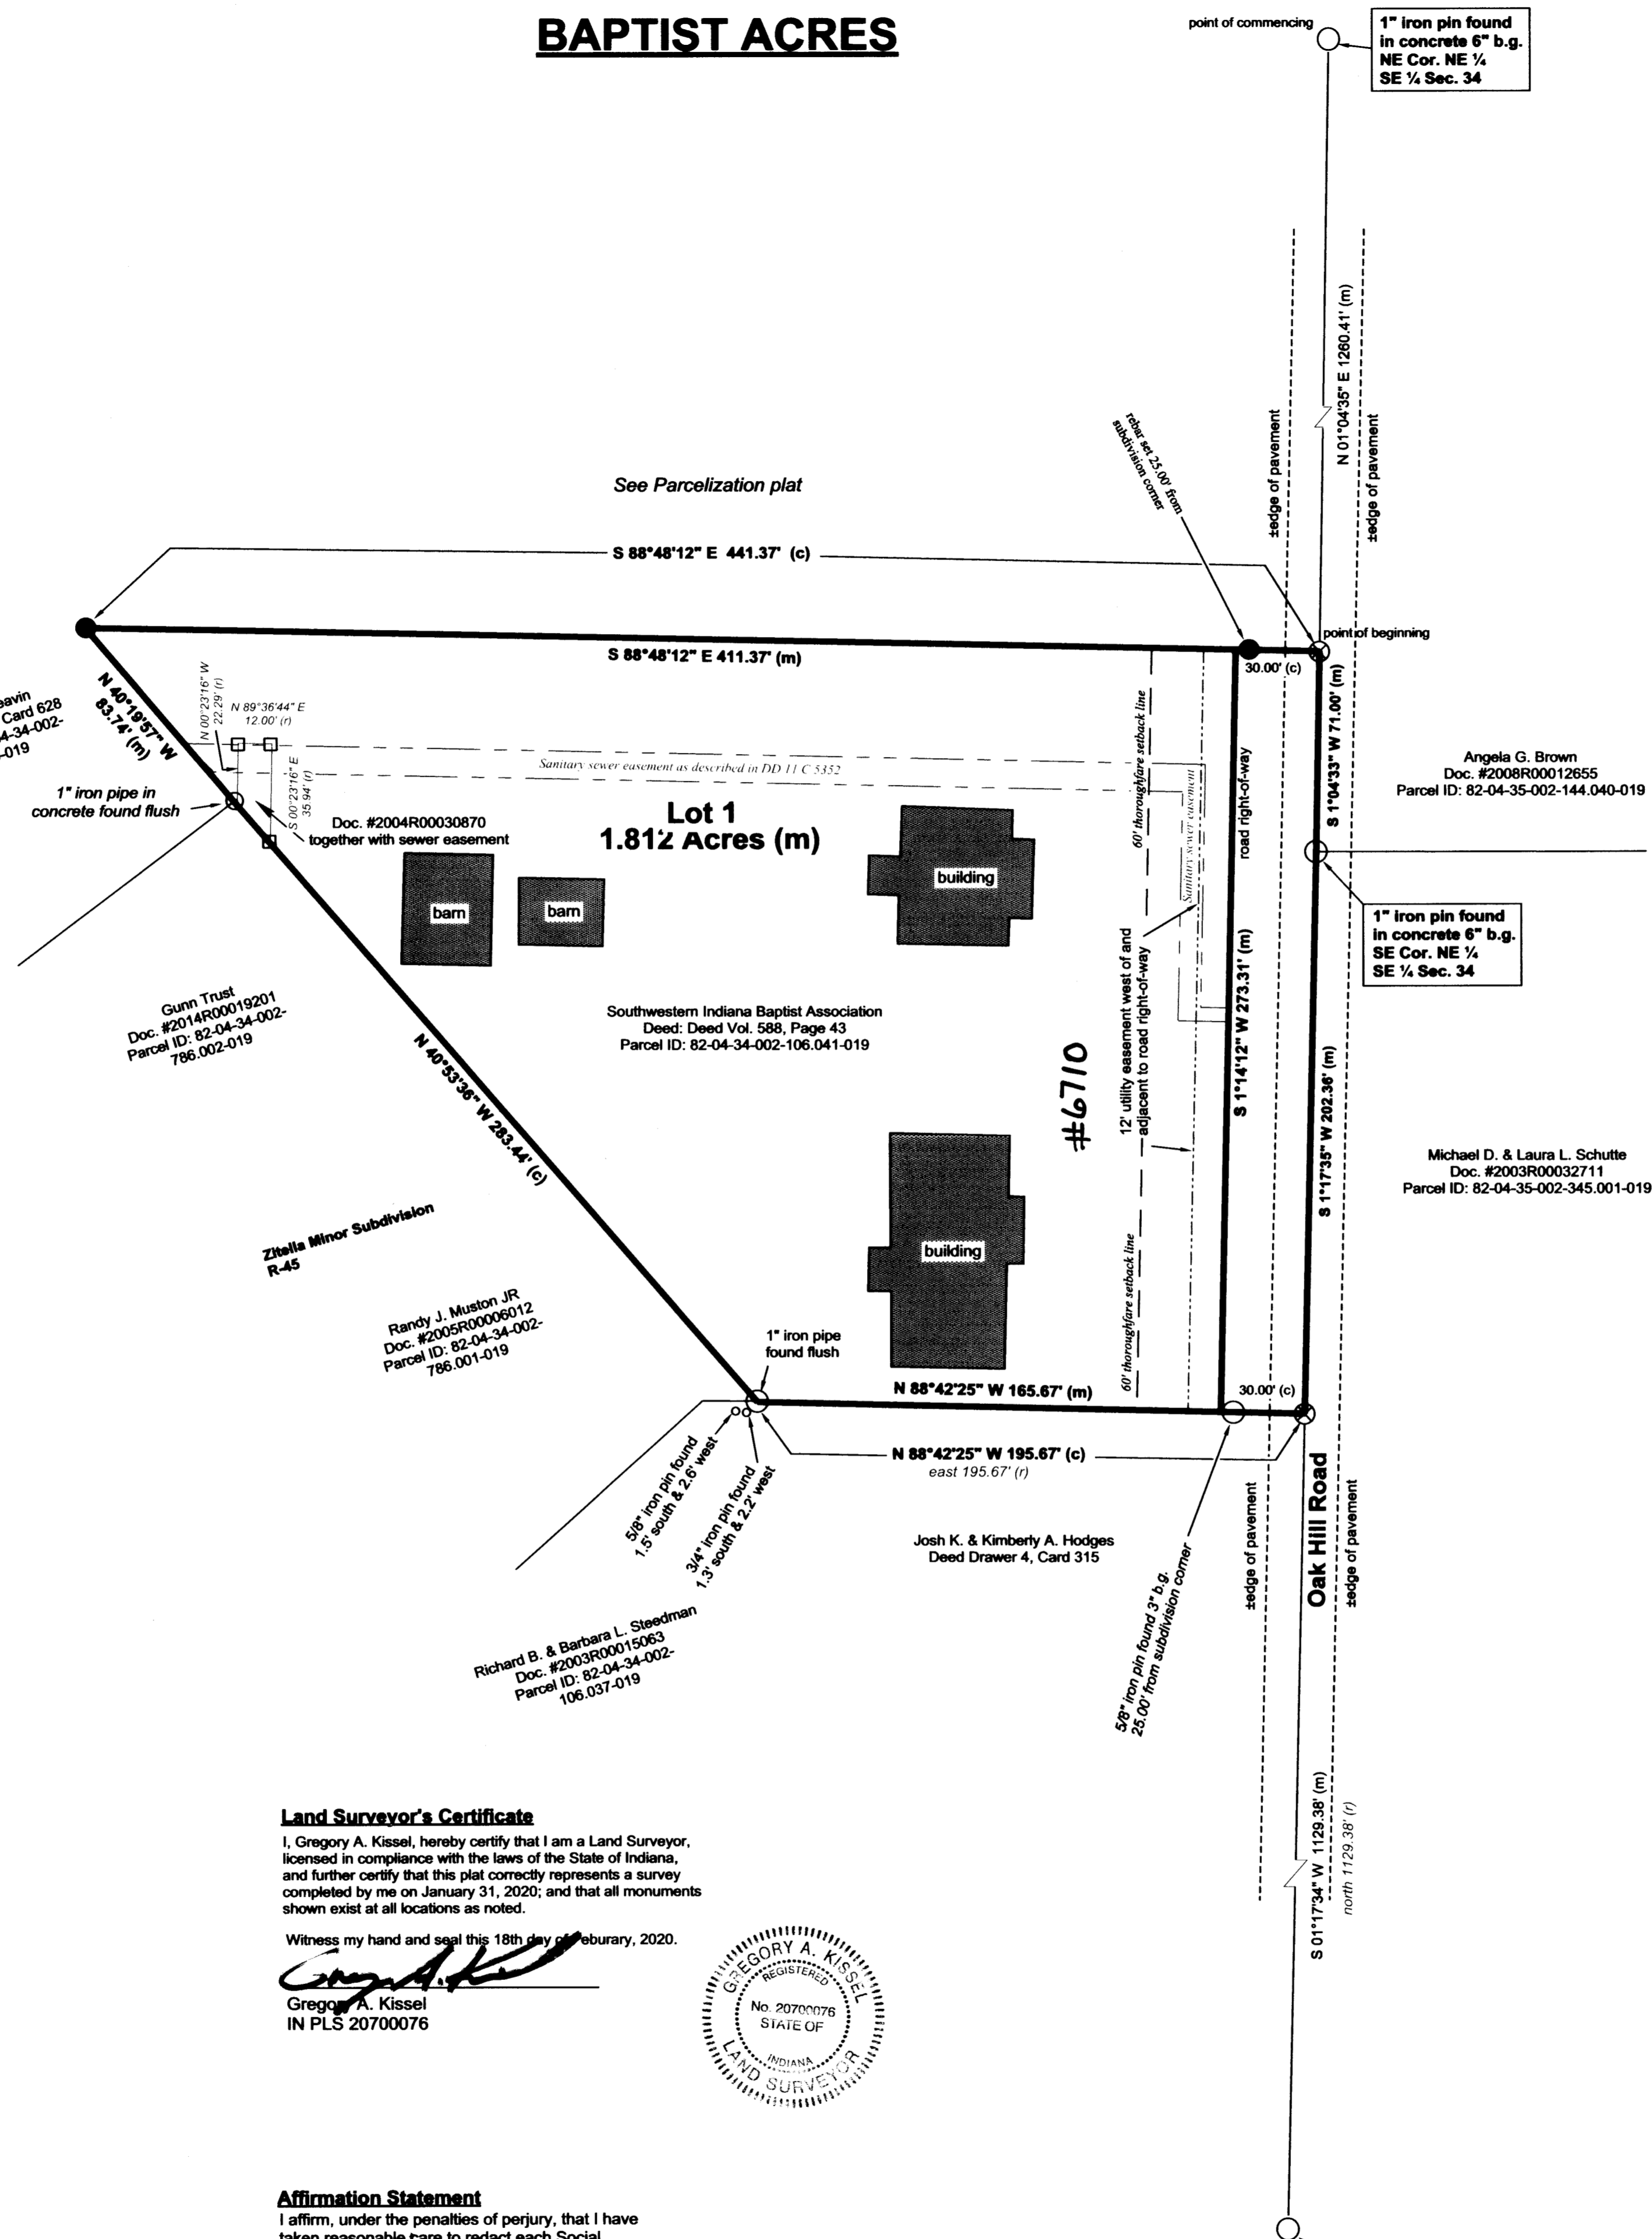 BAPTIST ACRES
point of commencing
1" iron pin found
in concrete 6" b.g.
NE Cor. NE ¼
SE ¼ Sec. 34
N 01°04'35" E 1260.41' (m)
±edge of pavement
±edge of pavement
rebar set 25.00' from
subdivision corner
See Parcelization plat
S 88°48'12" E 441.37' (c)
point of beginning
S 88°48'12" E 411.37' (m)
30.00' (c)
N 40°19'57" W
83.74' (m)
N 00°23'16" W
22.29' (r)
N 89°36'44" E
12.00' (r)
S 00°23'16" E
35.94' (r)
Card 628
4-34-002-
-019
1" iron pipe in
concrete found flush
Sanitary sewer easement as described in DD 11 C 5352
Doc. #2004R00030870
together with sewer easement
Lot 1
1.812 Acres (m)
barn
barn
building
60' thoroughfare setback line
Sanitary sewer easement
road right-of-way
S 1°04'33" W 71.00' (m)
Angela G. Brown
Doc. #2008R00012655
Parcel ID: 82-04-35-002-144.040-019
1" iron pin found
in concrete 6" b.g.
SE Cor. NE ¼
SE ¼ Sec. 34
Gunn Trust
Doc. #2014R00019201
Parcel ID: 82-04-34-002-
786.002-019
Southwestern Indiana Baptist Association
Deed: Deed Vol. 588, Page 43
Parcel ID: 82-04-34-002-106.041-019
#6710
12' utility easement west of and
adjacent to road right-of-way
S 1°14'12" W 273.31' (m)
S 1°17'35" W 202.36' (m)
N 40°53'36" W 283.44' (c)
Michael D. & Laura L. Schutte
Doc. #2003R00032711
Parcel ID: 82-04-35-002-345.001-019
Zitella Minor Subdivision
R-45
building
60' thoroughfare setback line
Randy J. Muston JR
Doc. #2005R00006012
Parcel ID: 82-04-34-002-
786.001-019
1" iron pipe
found flush
N 88°42'25" W 165.67' (m)
30.00' (c)
N 88°42'25" W 195.67' (c)
east 195.67' (r)
5/8" iron pin found
1.5' south & 2.6' west
3/4" iron pin found
1.3' south & 2.2' west
Josh K. & Kimberly A. Hodges
Deed Drawer 4, Card 315
5/8" iron pin found 3" b.g.
25.00' from subdivision corner
±edge of pavement
Oak Hill Road
±edge of pavement
Richard B. & Barbara L. Steedman
Doc. #2003R00015063
Parcel ID: 82-04-34-002-
106.037-019
S 01°17'34" W 1129.38' (m)
north 1129.38' (r)
Land Surveyor's Certificate
I, Gregory A. Kissel, hereby certify that I am a Land Surveyor,
licensed in compliance with the laws of the State of Indiana,
and further certify that this plat correctly represents a survey
completed by me on January 31, 2020; and that all monuments
shown exist at all locations as noted.
Witness my hand and seal this 18th day of Feburary, 2020.
Gregory A. Kissel
IN PLS 20700076
GREGORY A. KISSEL
REGISTERED
No. 20700076
STATE OF
INDIANA
LAND SURVEYOR
Affirmation Statement
I affirm, under the penalties of perjury, that I have
taken reasonable care to redact each Social